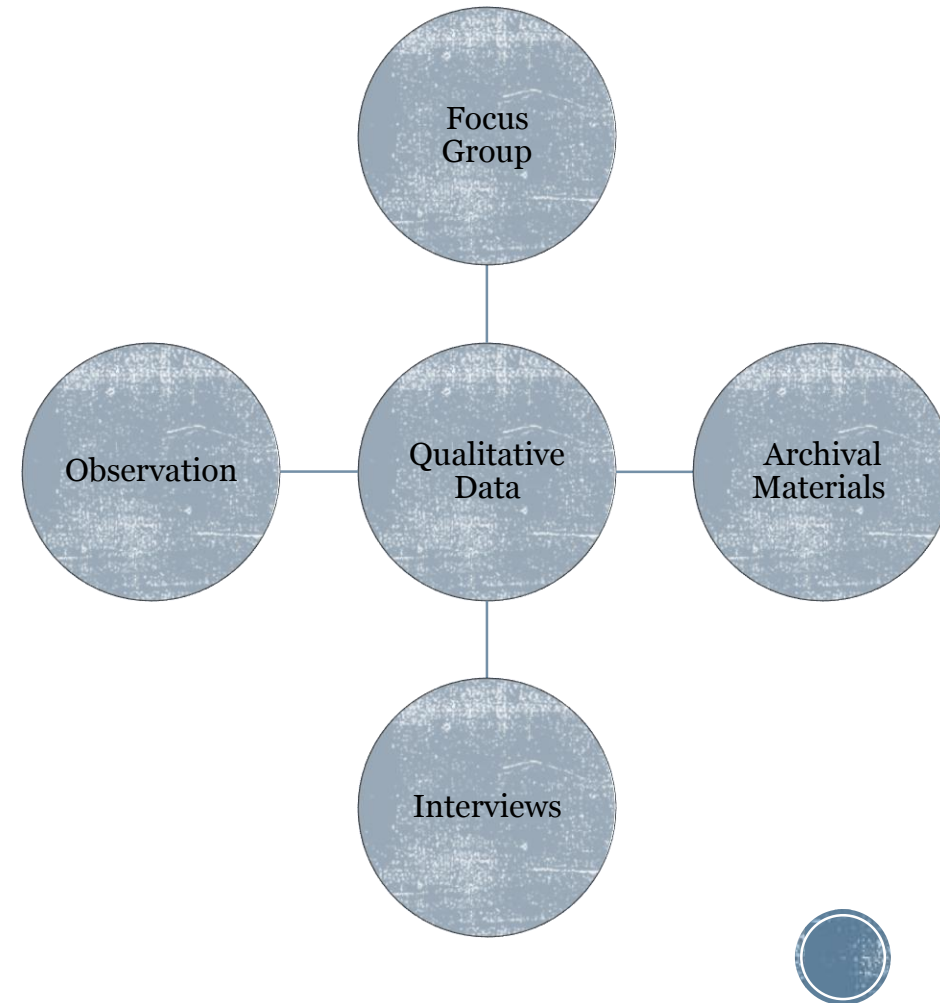 Focus
Group
Observation
Qualitative
Data
Archival
Materials
Interviews